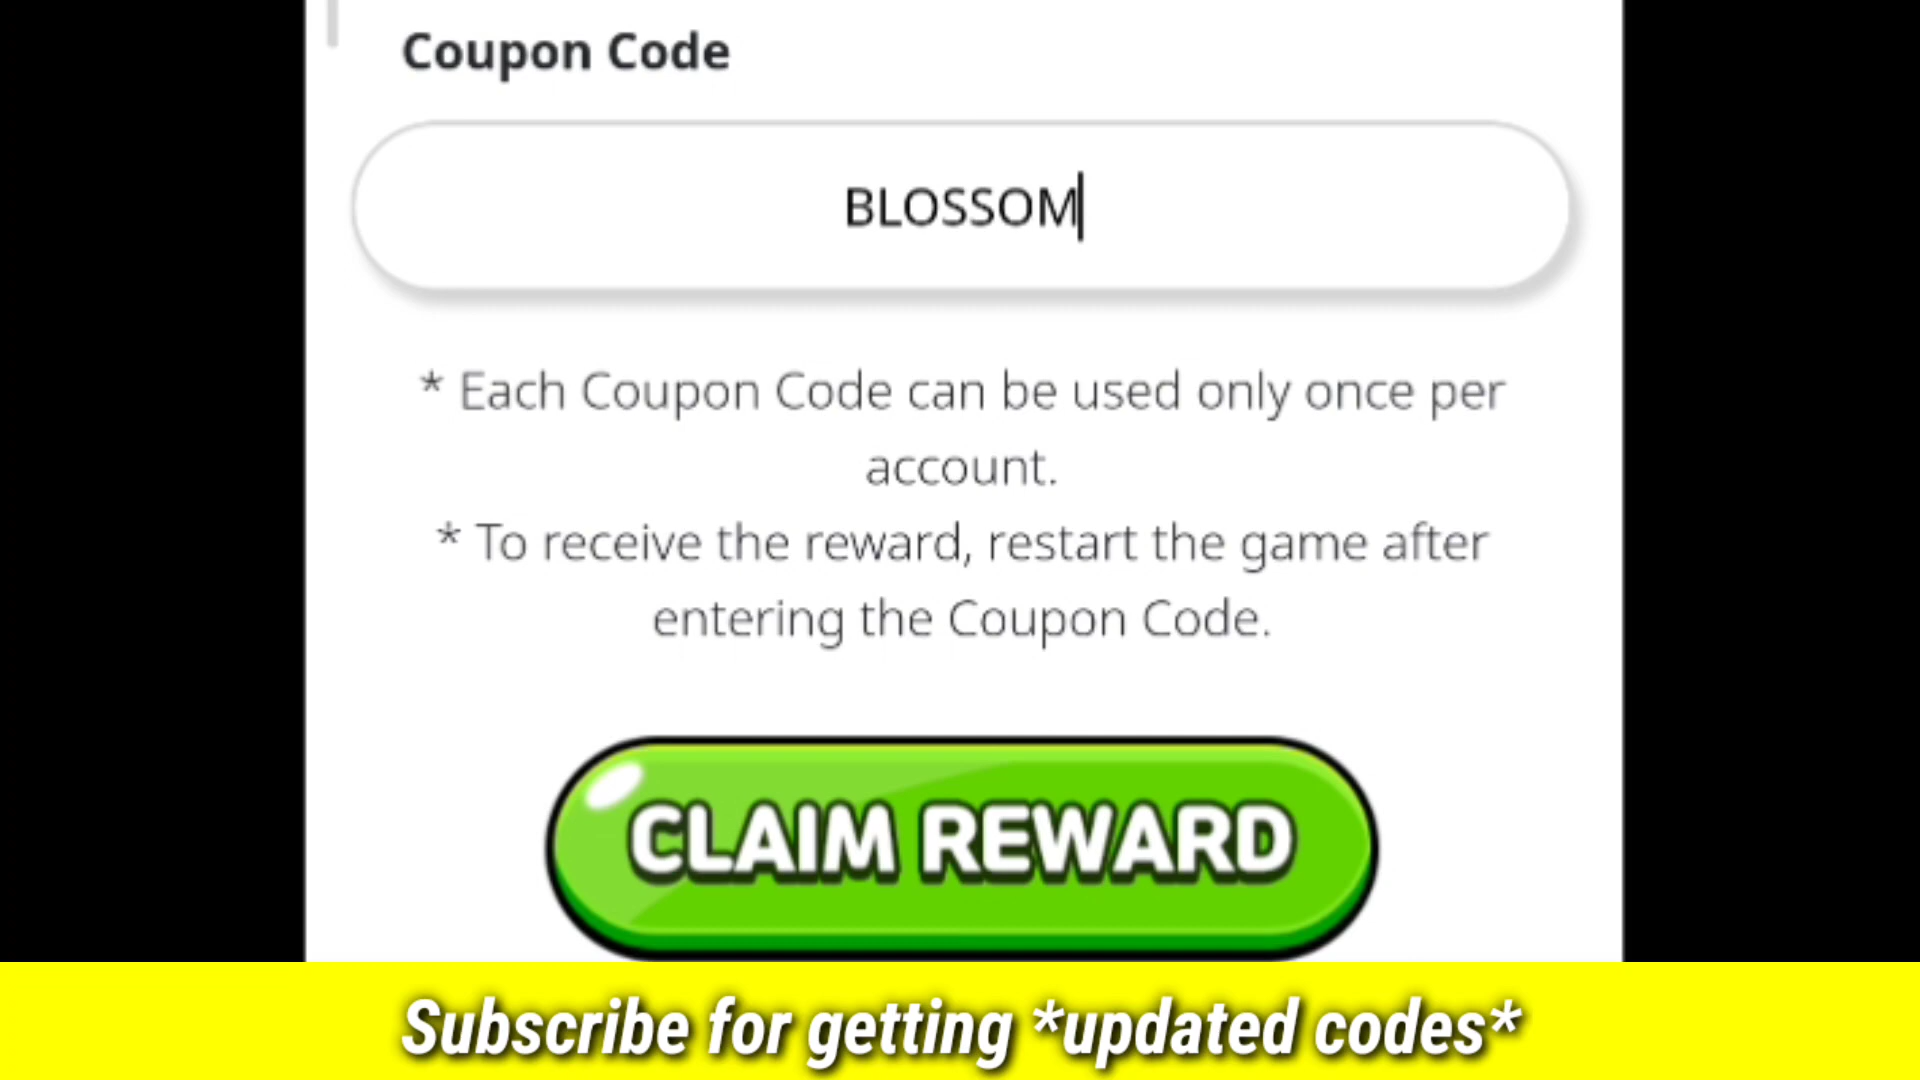 Coupon Code
BLOSSOM
* Each Coupon Code can be used only once per
account.
* To receive the reward, restart the game after
entering the Coupon Code.
CLAIM REWARD
Subscribe for getting *updated codes*